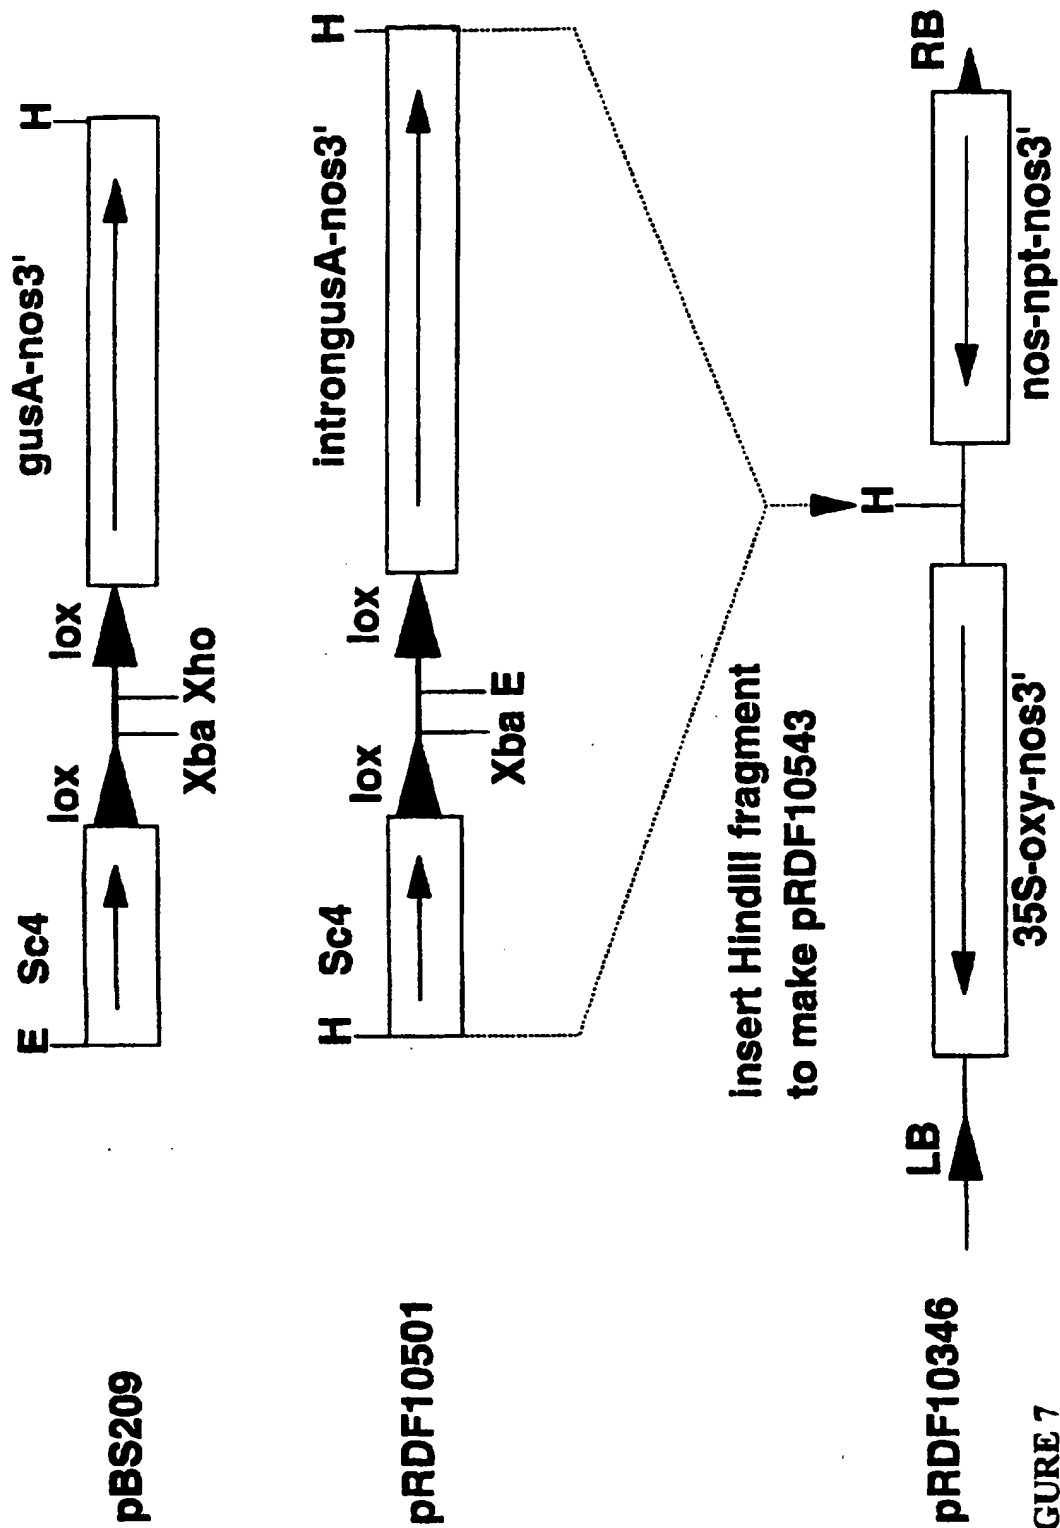 pBS209
E Sc4 lox lox gusA-nos3' H
Xba Xho
pRDF10501
H Sc4 lox lox introngusA-nos3' H
Xba E
insert HindIII fragment
to make pRDF10543
pRDF10346
LB H RB
35S-oxy-nos3' nos-npt-nos3'
GURE 7